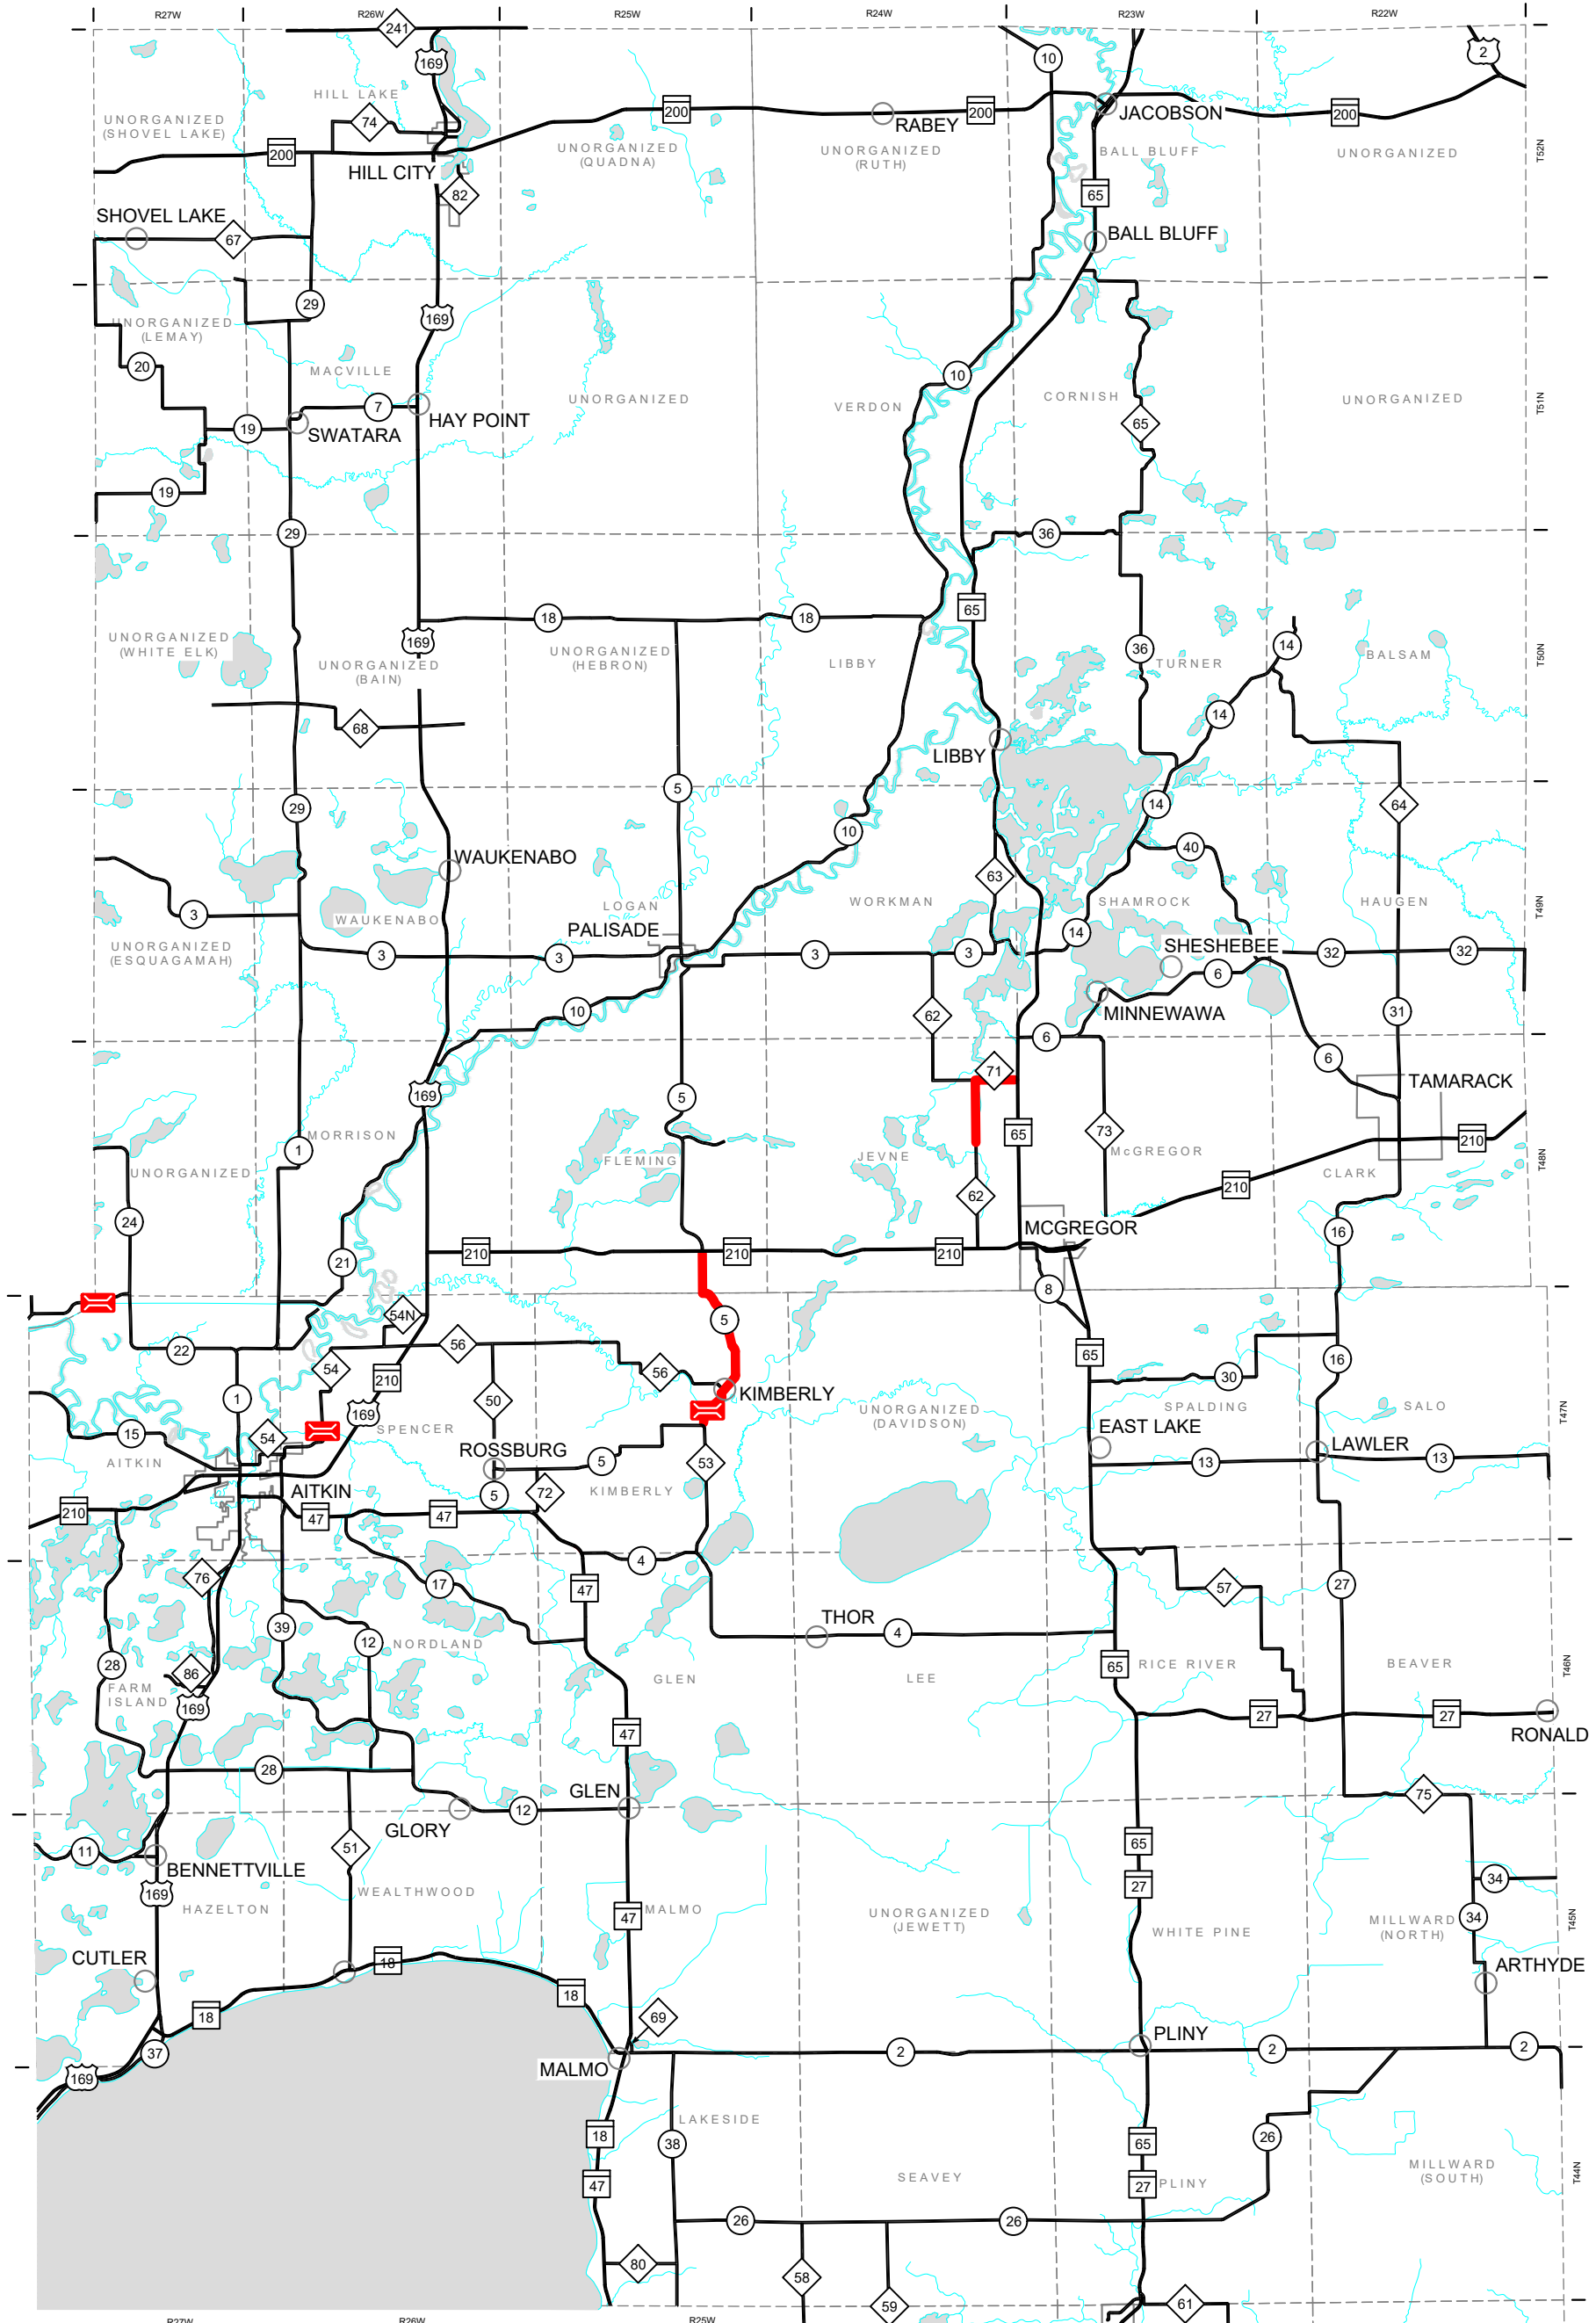 R27W
R26W
R25W
R24W
R23W
R22W
241
169
10
2
HILL LAKE
74
UNORGANIZED
(SHOVEL LAKE)
200
200
RABEY
200
JACOBSON
200
200
HILL CITY
UNORGANIZED
(QUADNA)
UNORGANIZED
(RUTH)
BALL BLUFF
UNORGANIZED
T52N
82
65
SHOVEL LAKE
67
BALL BLUFF
29
169
UNORGANIZED
(LEMAY)
20
MACVILLE
10
7
HAY POINT
UNORGANIZED
VERDON
CORNISH
UNORGANIZED
T51N
19
SWATARA
65
19
29
36
18
18
65
169
UNORGANIZED
(WHITE ELK)
UNORGANIZED
(BAIN)
UNORGANIZED
(HEBRON)
LIBBY
36
TURNER
14
BALSAM
T50N
68
14
LIBBY
5
29
14
64
10
WAUKENABO
40
63
3
WAUKENABO
LOGAN
PALISADE
WORKMAN
SHAMROCK
HAUGEN
T49N
UNORGANIZED
(ESQUAGAMAH)
3
3
3
3
14
SHESHEBEE
32
32
6
10
62
MINNEWAWA
31
6
6
71
TAMARACK
169
5
65
73
210
MORRISON
1
UNORGANIZED
FLEMING
JEVNE
McGREGOR
CLARK
T48N
62
210
24
MCGREGOR
16
21
210
210
210
8
54N
5
22
56
65
54
56
16
210
30
1
50
KIMBERLY
169
SPENCER
UNORGANIZED
(DAVIDSON)
SPALDING
SALO
T47N
15
54
ROSSBURG
EAST LAKE
LAWLER
AITKIN
5
53
13
13
AITKIN
5
72
KIMBERLY
210
47
47
4
76
17
47
57
27
39
THOR
12
NORDLAND
4
28
86
FARM
ISLAND
169
GLEN
LEE
65
RICE RIVER
BEAVER
T46N
47
27
27
RONALD
28
GLEN
75
GLORY
12
11
51
65
BENNETTVILLE
169
WEALTHWOOD
27
34
HAZELTON
47
MALMO
UNORGANIZED
(JEWETT)
WHITE PINE
MILLWARD
(NORTH)
34
T45N
CUTLER
18
ARTHYDE
18
18
69
37
PLINY
169
MALMO
2
2
2
18
LAKESIDE
38
65
26
47
SEAVEY
27
PLINY
MILLWARD
(SOUTH)
T44N
26
26
80
58
59
61
R27W
R26W
R25W